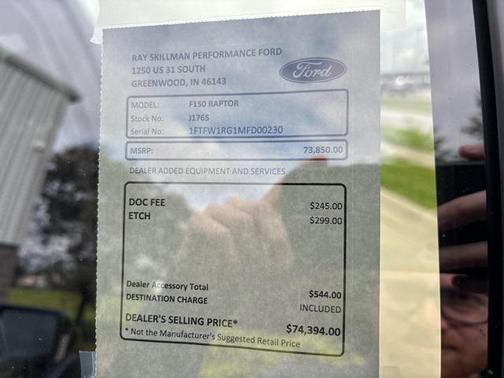 RAY SKILLMAN PERFORMANCE FORD
1250 US 31 SOUTH
GREENWOOD, IN 46143
Ford
MODEL: F150 RAPTOR
Stock No: J1765
Serial No: 1FTFW1RG1MFD00230
MSRP: 73,850.00
DEALER ADDED EQUIPMENT AND SERVICES
DOC FEE $245.00
ETCH $299.00
Dealer Accessory Total $544.00
DESTINATION CHARGE INCLUDED
DEALER'S SELLING PRICE* $74,394.00
* Not the Manufacturer's Suggested Retail Price